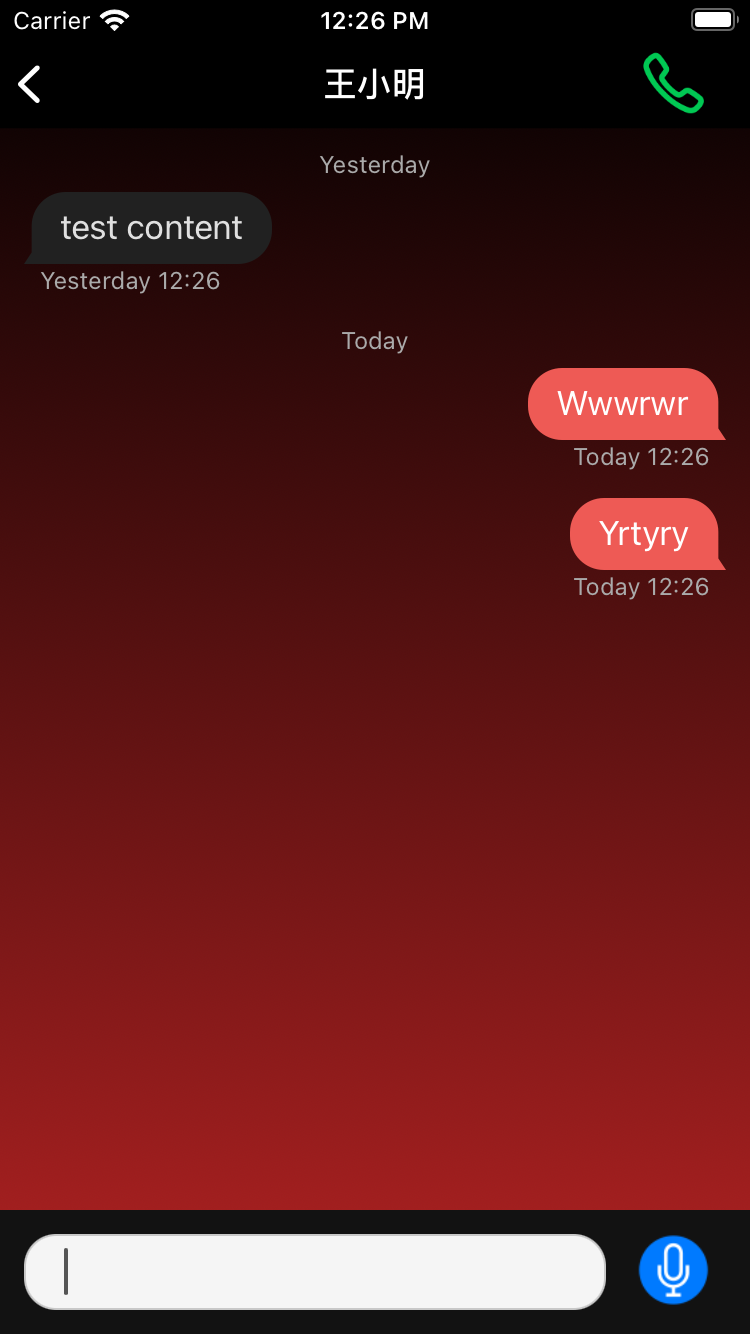 Carrier 12:26 PM
王小明
Yesterday
test content
Yesterday 12:26
Today
Wwwrwr
Today 12:26
Yrtyry
Today 12:26